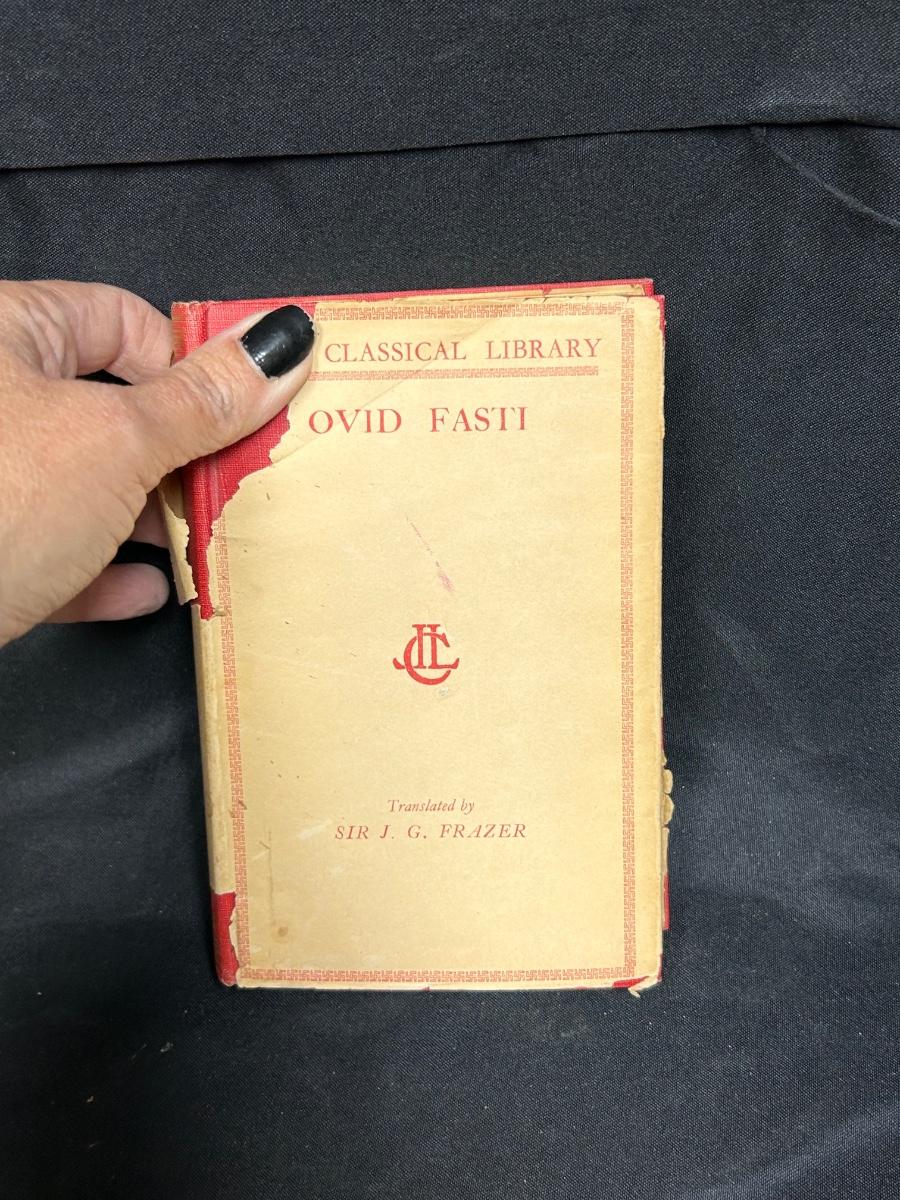 CLASSICAL LIBRARY
OVID FASTI
LCL
Translated by
SIR J. G. FRAZER